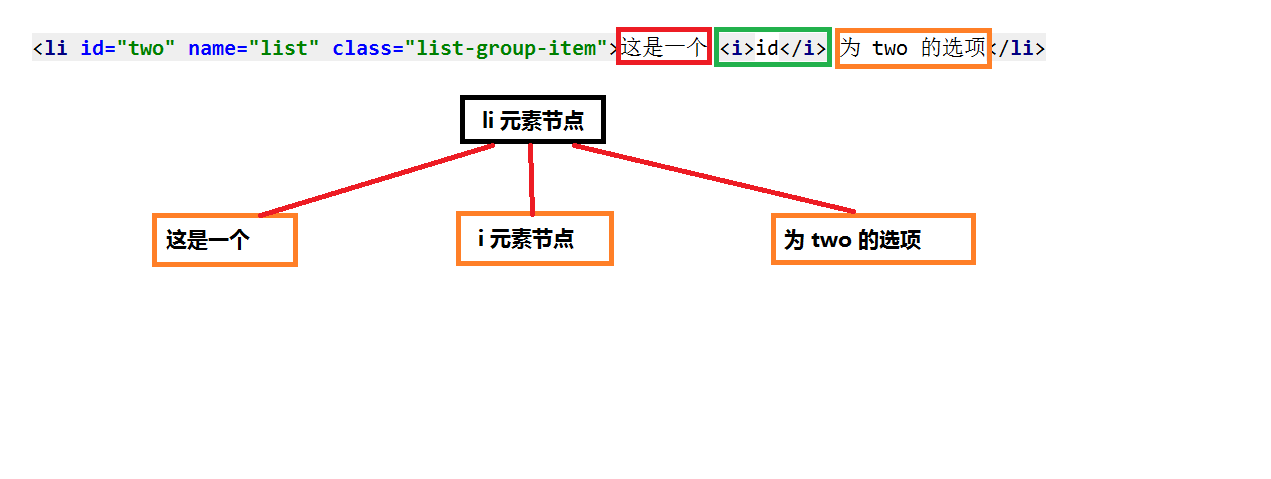 <li id="two" name="list" class="list-group-item">这是一个 <i>id</i> 为 two 的选项</li>
li 元素节点
这是一个
i 元素节点
为 two 的选项